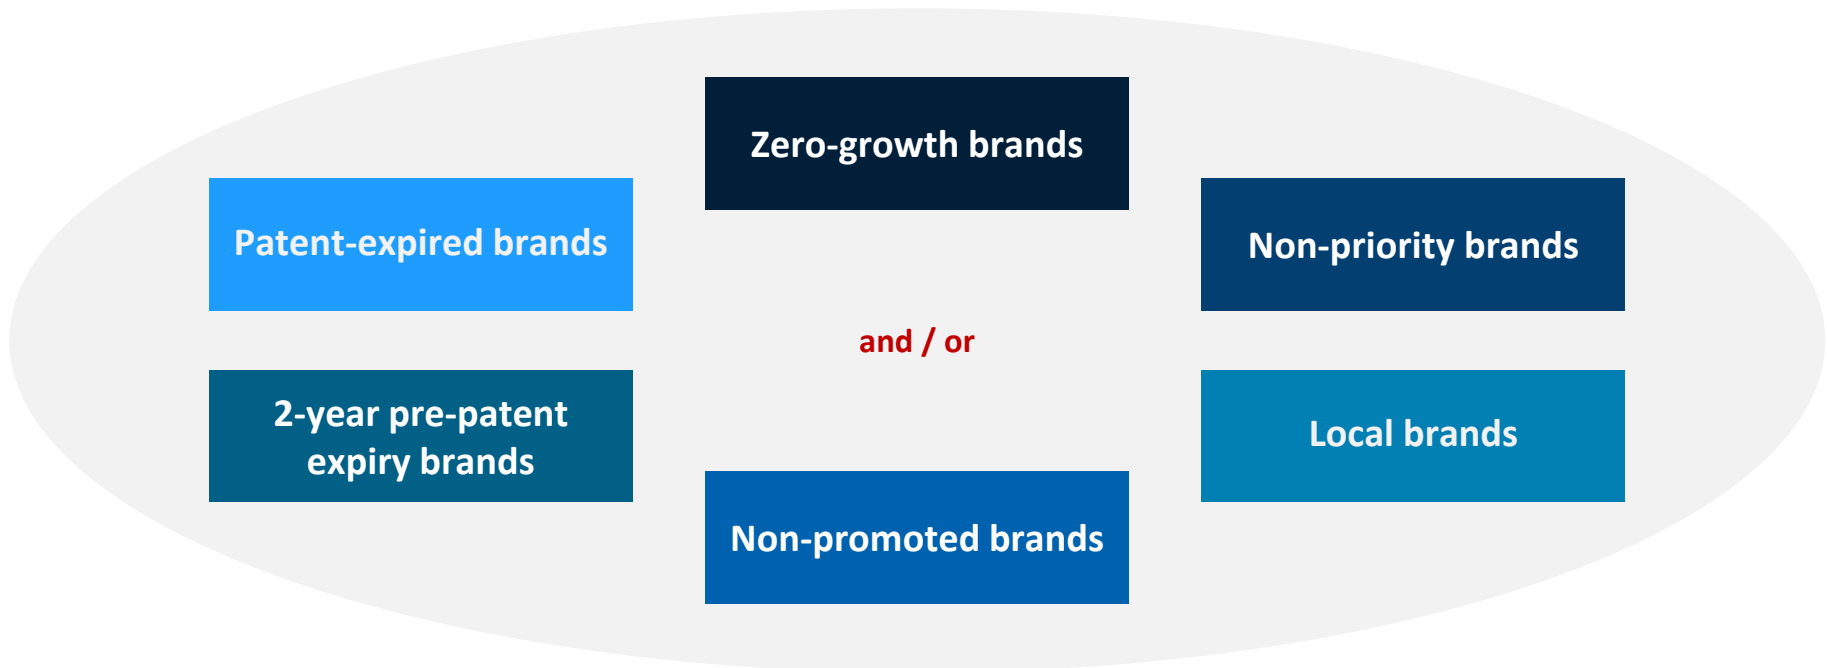 Zero-growth brands
Patent-expired brands
Non-priority brands
and / or
2-year pre-patent
expiry brands
Local brands
Non-promoted brands